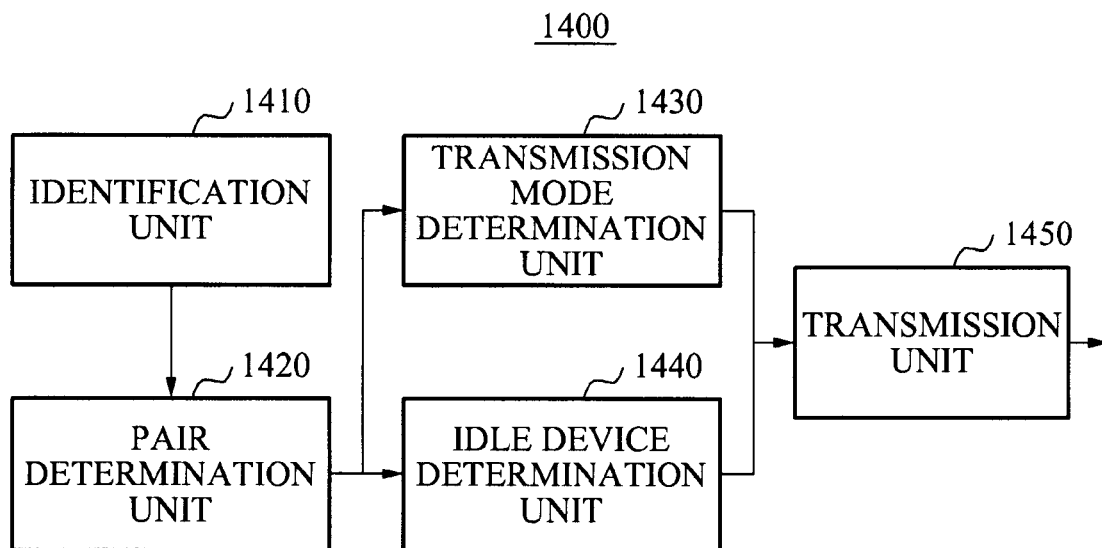 1400
1410
IDENTIFICATION
UNIT
1430
TRANSMISSION
MODE
DETERMINATION
UNIT
1450
TRANSMISSION
UNIT
1420
PAIR
DETERMINATION
UNIT
1440
IDLE DEVICE
DETERMINATION
UNIT